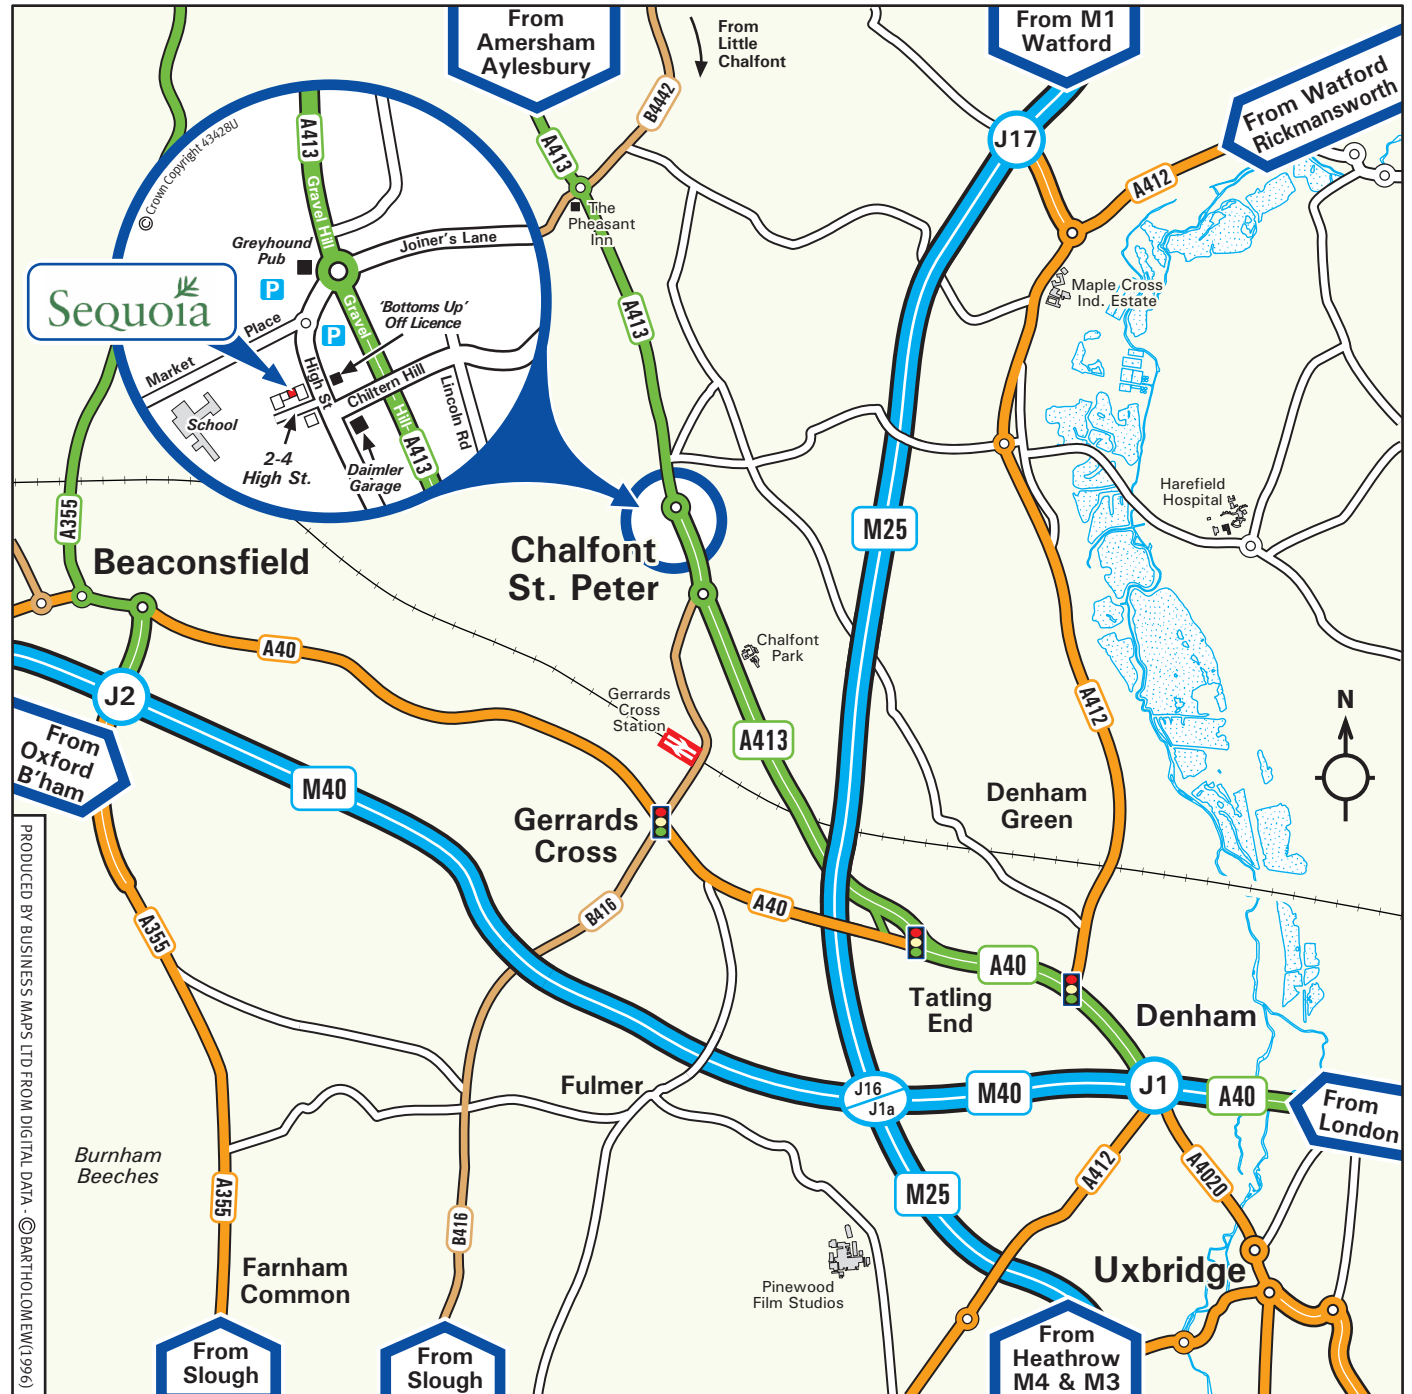 From
Amersham
Aylesbury
From
Little
Chalfont
From M1
Watford
From Watford
Rickmansworth
B4442
A413
J17
A412
© Crown Copyright 43428U
A413
Gravel Hill
The
Pheasant
Inn
Greyhound
Pub
Joiner's Lane
P
Sequoia
Gravel
Hill
'Bottoms Up'
Off Licence
P
Market
Place
High St
Chiltern Hill
Lincoln Rd
School
2-4
High St.
Daimler
Garage
A413
A413
Maple Cross
Ind. Estate
Harefield
Hospital
A355
M25
Beaconsfield
Chalfont
St. Peter
A40
Chalfont
Park
Gerrards
Cross
Station
J2
A412
N
From
Oxford
B'ham
M40
A413
Denham
Green
Gerrards
Cross
A40
B416
A355
A40
Tatling
End
Denham
Fulmer
J16
J1a
M40
J1
A40
From
London
Burnham
Beeches
A355
B416
M25
A412
A4020
Farnham
Common
Pinewood
Film Studios
Uxbridge
From
Slough
From
Slough
From
Heathrow
M4 & M3
PRODUCED BY BUSINESS MAPS LTD FROM DIGITAL DATA - ©BARTHOLOMEW(1996)